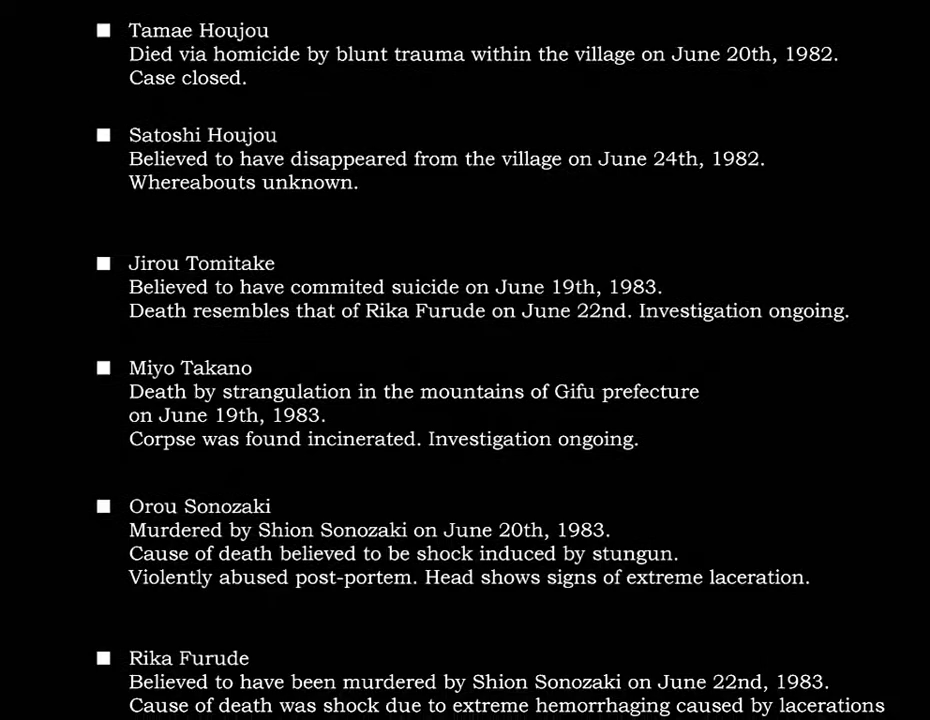 ■ Tamae Houjou
Died via homicide by blunt trauma within the village on June 20th, 1982.
Case closed.
■ Satoshi Houjou
Believed to have disappeared from the village on June 24th, 1982.
Whereabouts unknown.
■ Jirou Tomitake
Believed to have commited suicide on June 19th, 1983.
Death resembles that of Rika Furude on June 22nd. Investigation ongoing.
■ Miyo Takano
Death by strangulation in the mountains of Gifu prefecture
on June 19th, 1983.
Corpse was found incinerated. Investigation ongoing.
■ Orou Sonozaki
Murdered by Shion Sonozaki on June 20th, 1983.
Cause of death believed to be shock induced by stungun.
Violently abused post-portem. Head shows signs of extreme laceration.
■ Rika Furude
Believed to have been murdered by Shion Sonozaki on June 22nd, 1983.
Cause of death was shock due to extreme hemorrhaging caused by lacerations